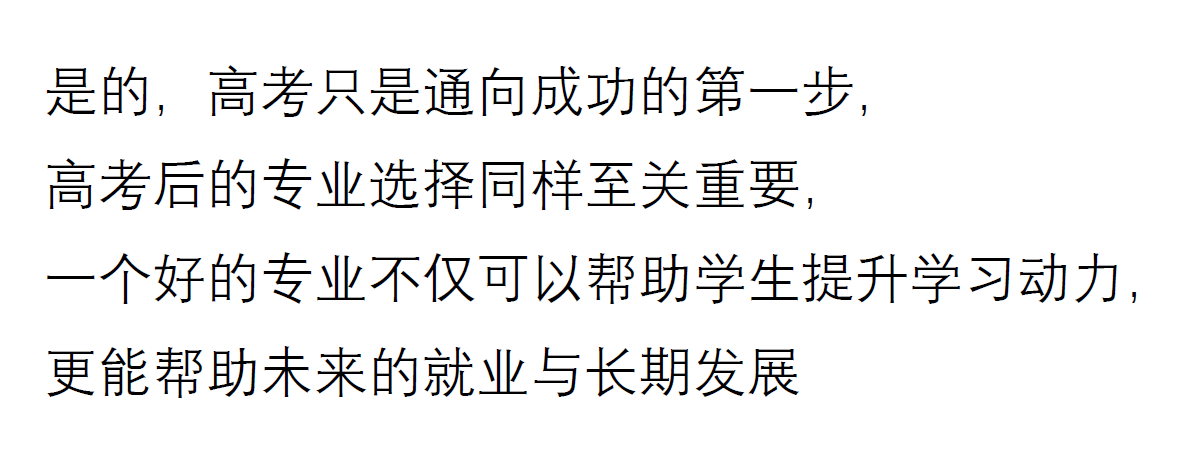 是的，高考只是通向成功的第一步，
高考后的专业选择同样至关重要，
一个好的专业不仅可以帮助学生提升学习动力，
更能帮助未来的就业与长期发展